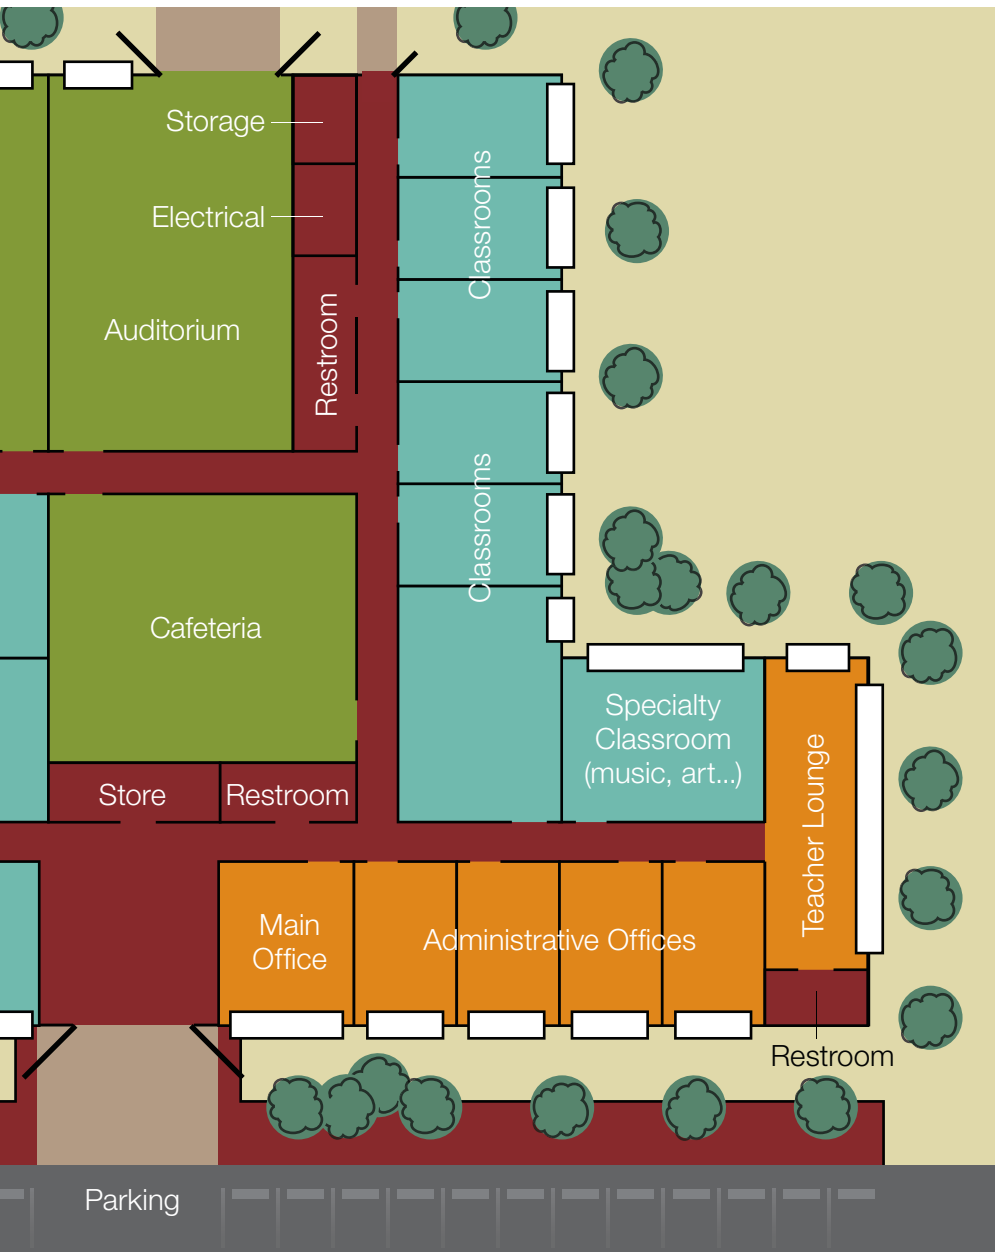 Storage
Classrooms
Electrical
Auditorium
Restroom
Classrooms
Cafeteria
Specialty
Classroom
(music, art...)
Teacher Lounge
Store
Restroom
Main
Office
Administrative Offices
Restroom
Parking